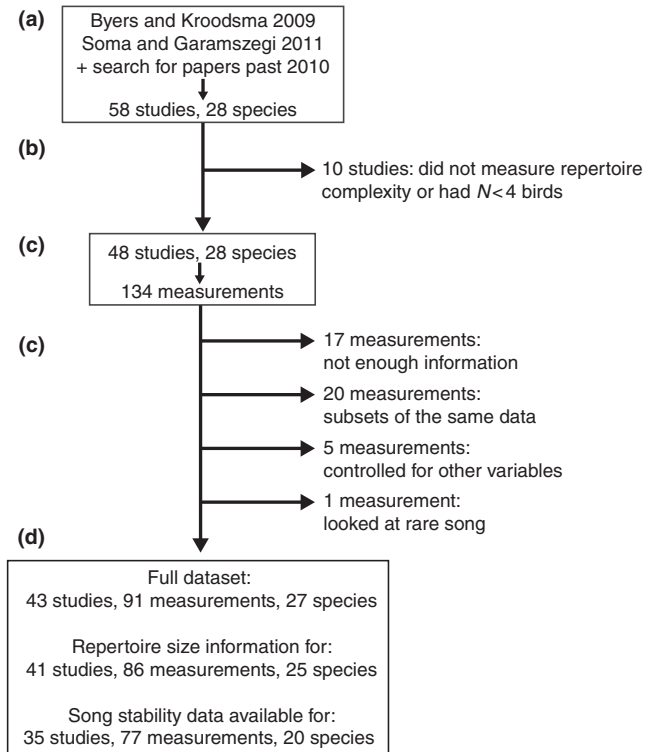 (a)
Byers and Kroodsma 2009
Soma and Garamszegi 2011
+ search for papers past 2010
58 studies, 28 species
(b)
10 studies: did not measure repertoire
complexity or had N<4 birds
(c)
48 studies, 28 species
134 measurements
(c)
17 measurements:
not enough information
20 measurements:
subsets of the same data
5 measurements:
controlled for other variables
1 measurement:
looked at rare song
(d)
Full dataset:
43 studies, 91 measurements, 27 species
Repertoire size information for:
41 studies, 86 measurements, 25 species
Song stability data available for:
35 studies, 77 measurements, 20 species